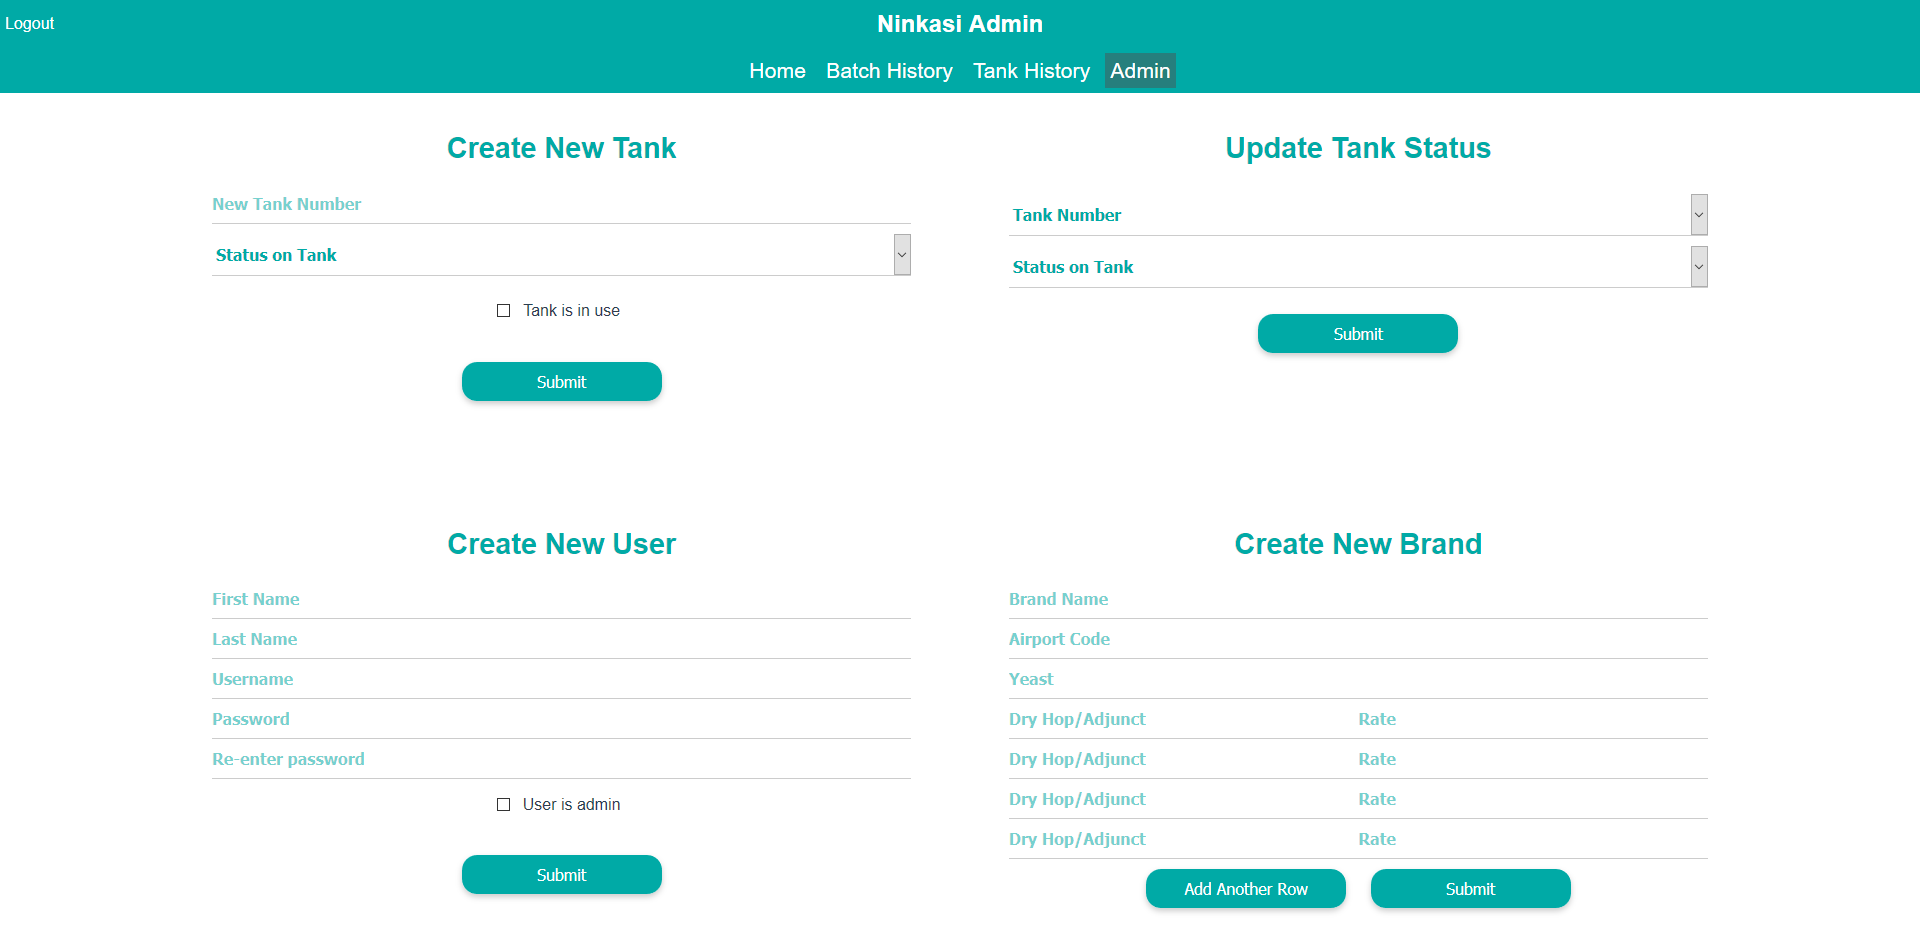 Logout
Ninkasi Admin
Home Batch History Tank History Admin
Create New Tank
New Tank Number
Status on Tank
Tank is in use
Submit
Update Tank Status
Tank Number
Status on Tank
Submit
Create New User
First Name
Last Name
Username
Password
Re-enter password
User is admin
Submit
Create New Brand
Brand Name
Airport Code
Yeast
Dry Hop/Adjunct Rate
Dry Hop/Adjunct Rate
Dry Hop/Adjunct Rate
Dry Hop/Adjunct Rate
Add Another Row Submit